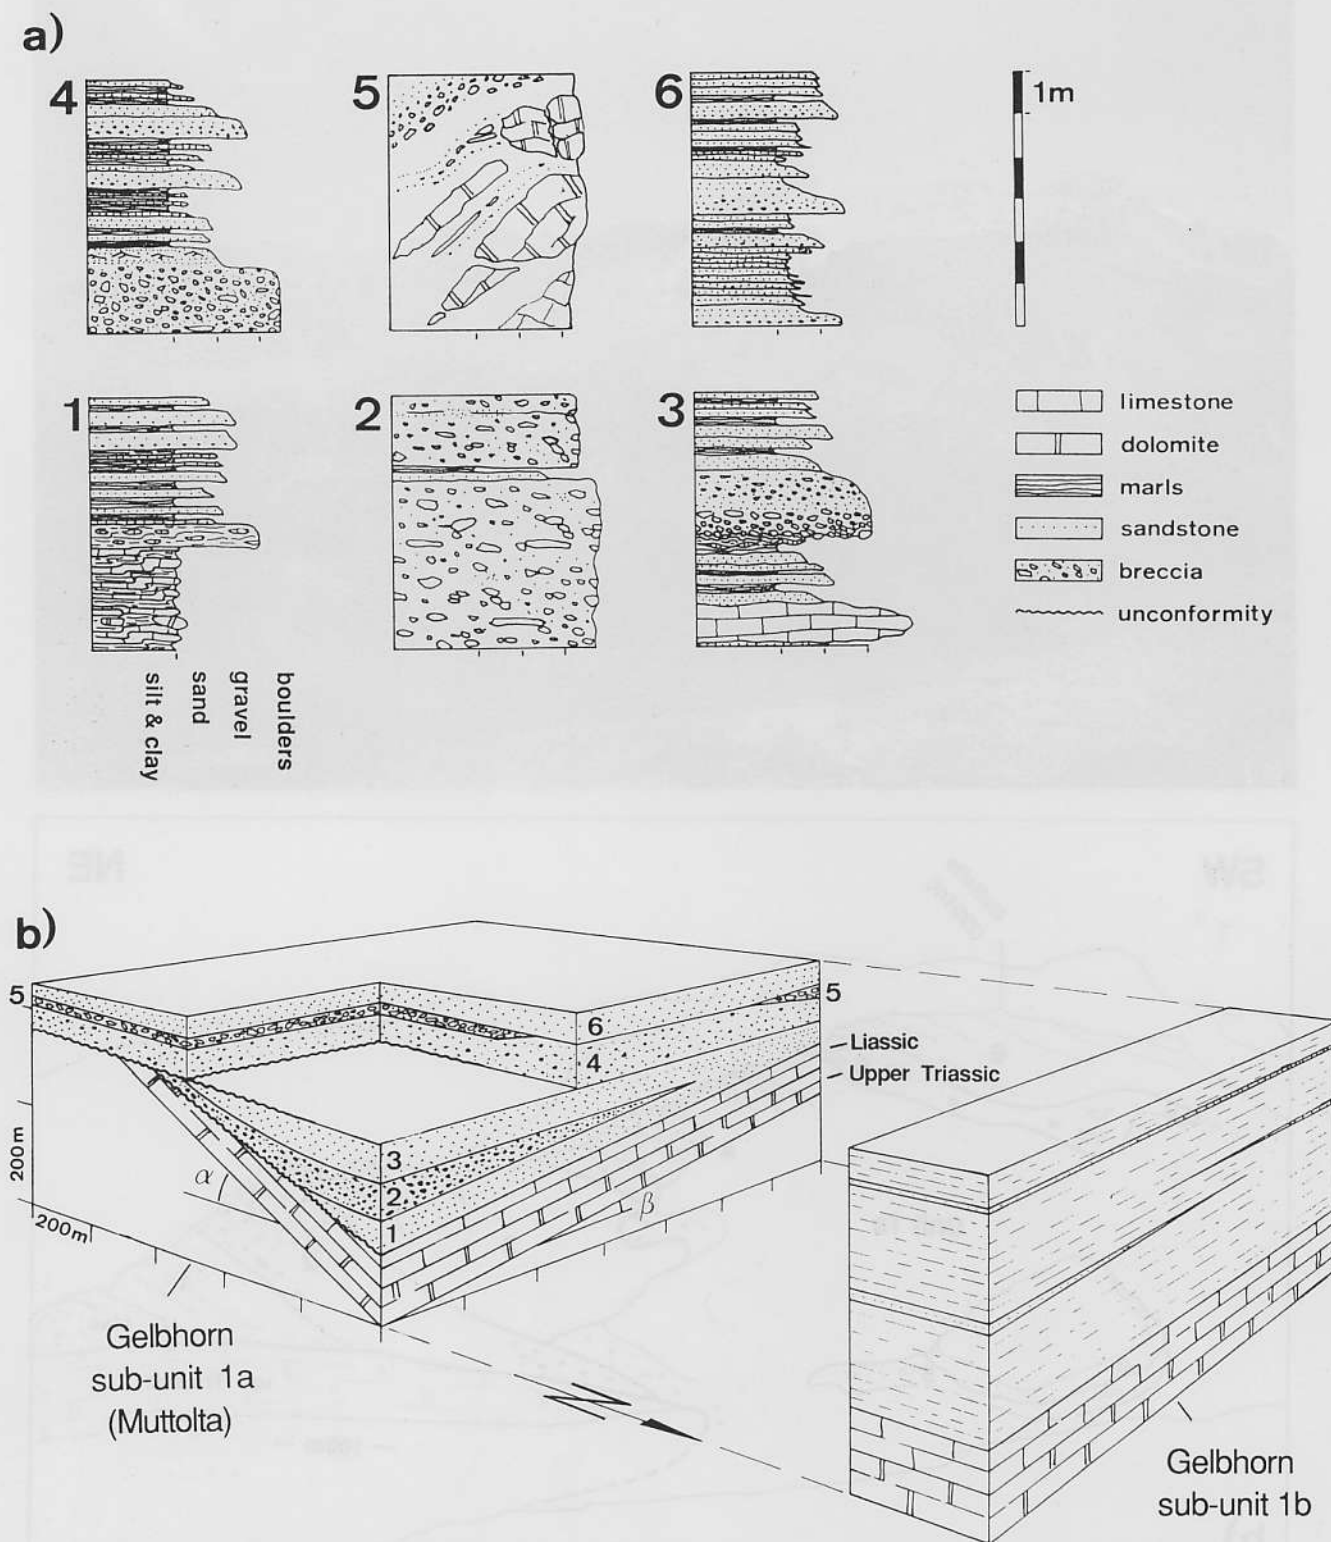 a)
4
5
6
1m
1
2
3
limestone
dolomite
marls
sandstone
breccia
unconformity
silt & clay
sand
gravel
boulders
NE
SW
b)
5
5
6
4
Liassic
Upper Triassic
3
2
1
α
β
200m
200m
Gelbhorn
sub-unit 1a
(Muttolta)
N
Gelbhorn
sub-unit 1b